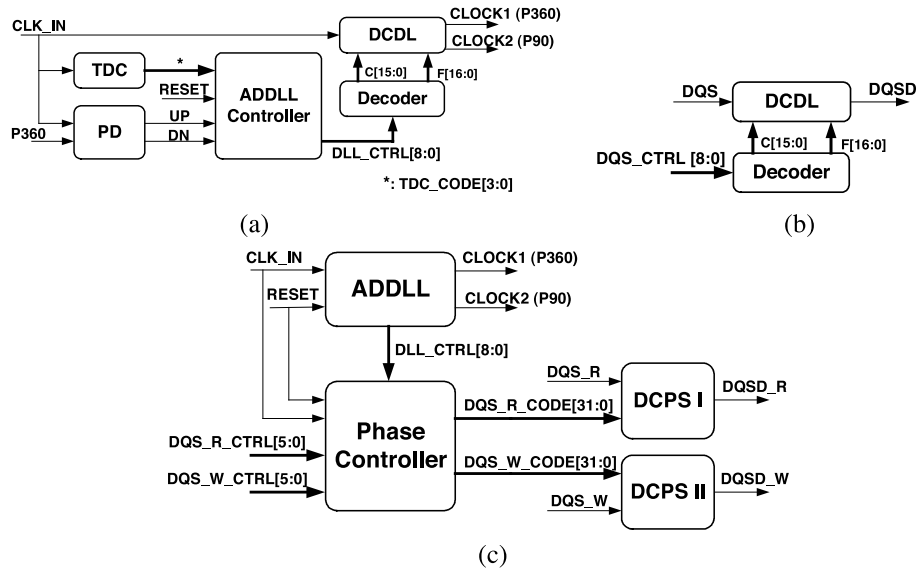 CLK_IN
TDC
*
RESET
P360
PD
UP
DN
ADDLL
Controller
DCDL
CLOCK1 (P360)
CLOCK2 (P90)
C[15:0]
F[16:0]
Decoder
DLL_CTRL[8:0]
*: TDC_CODE[3:0]
(a)
DQS
DCDL
DQSD
C[15:0]
F[16:0]
DQS_CTRL [8:0]
Decoder
(b)
CLK_IN
RESET
ADDLL
CLOCK1 (P360)
CLOCK2 (P90)
DLL_CTRL[8:0]
DQS_R_CTRL[5:0]
DQS_W_CTRL[5:0]
Phase
Controller
DQS_R_CODE[31:0]
DQS_W_CODE[31:0]
DQS_R
DCPS I
DQSD_R
DQS_W
DCPS II
DQSD_W
(c)